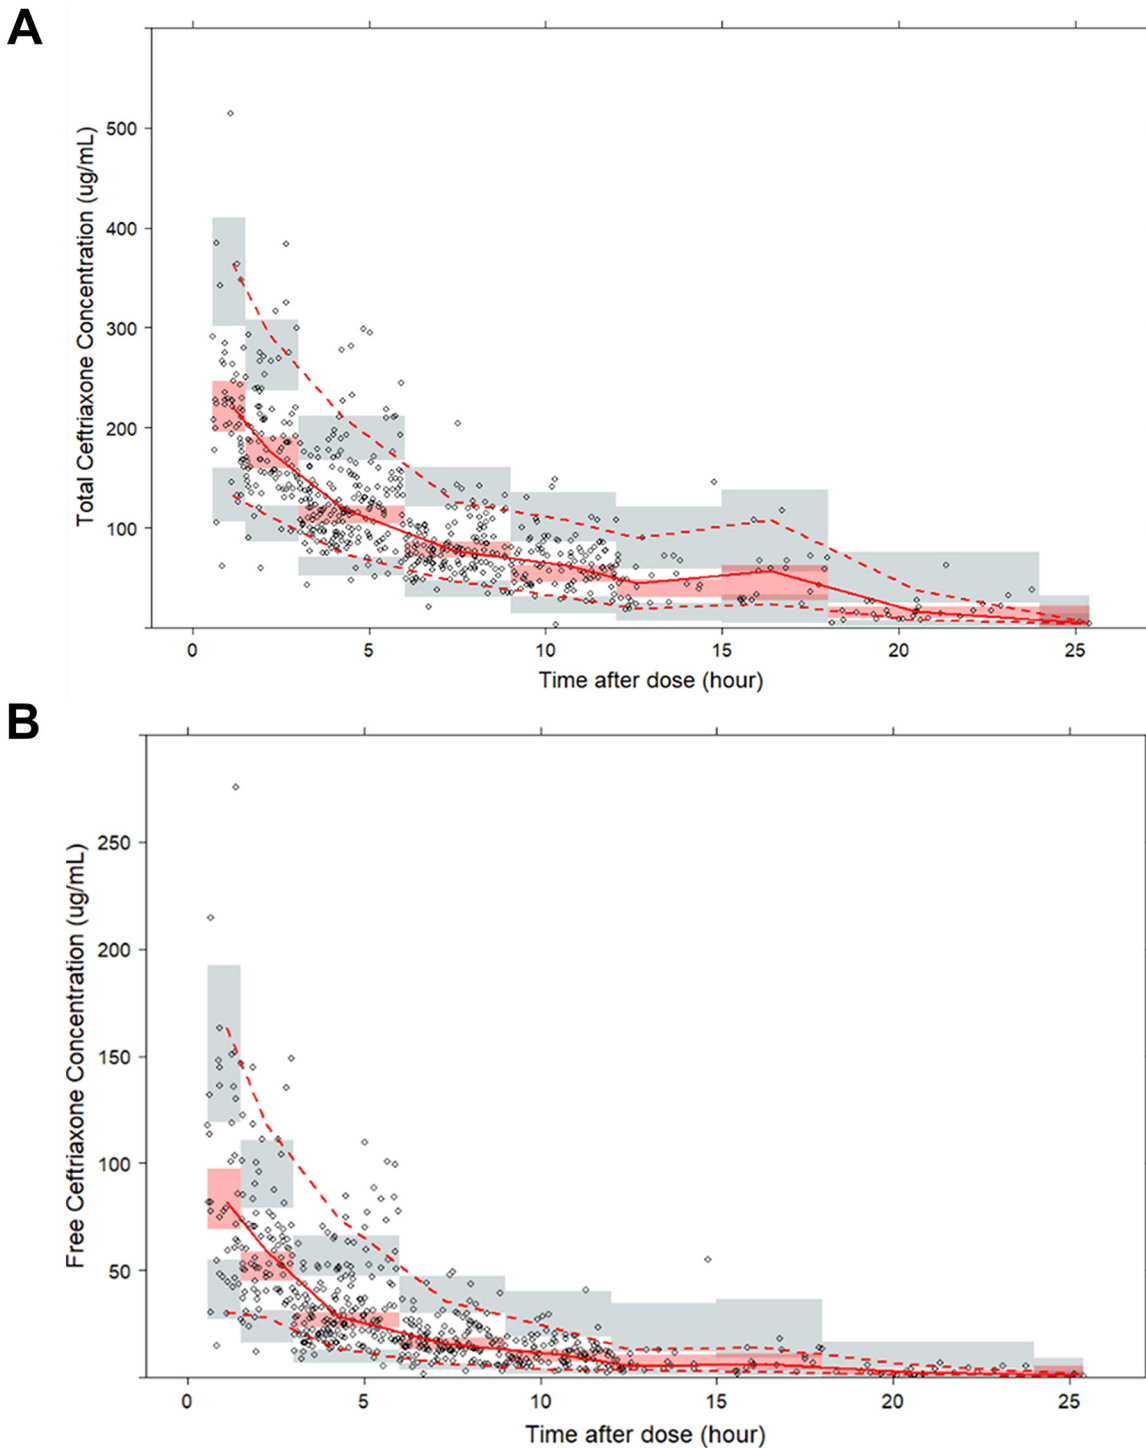 A
Total Ceftriaxone Concentration (ug/mL)
500
400
300
200
100
0 5 10 15 20 25
Time after dose (hour)
B
Free Ceftriaxone Concentration (ug/mL)
250
200
150
100
50
0 5 10 15 20 25
Time after dose (hour)